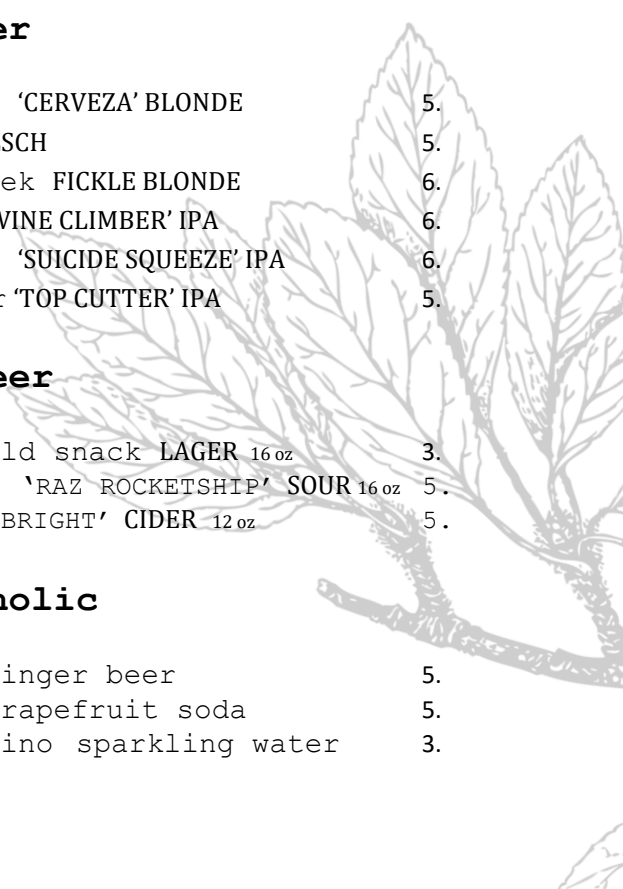 er
‘CERVEZA’ BLONDE 5.
SCH 5.
ek FICKLE BLONDE 6.
VINE CLIMBER’ IPA 6.
‘SUICIDE SQUEEZE’ IPA 6.
r ‘TOP CUTTER’ IPA 5.
eer
ld snack LAGER 16 oz 3.
‘RAZ ROCKETSHIP’ SOUR 16 oz 5.
BRIGHT’ CIDER 12 oz 5.
holic
inger beer 5.
rapefruit soda 5.
ino sparkling water 3.